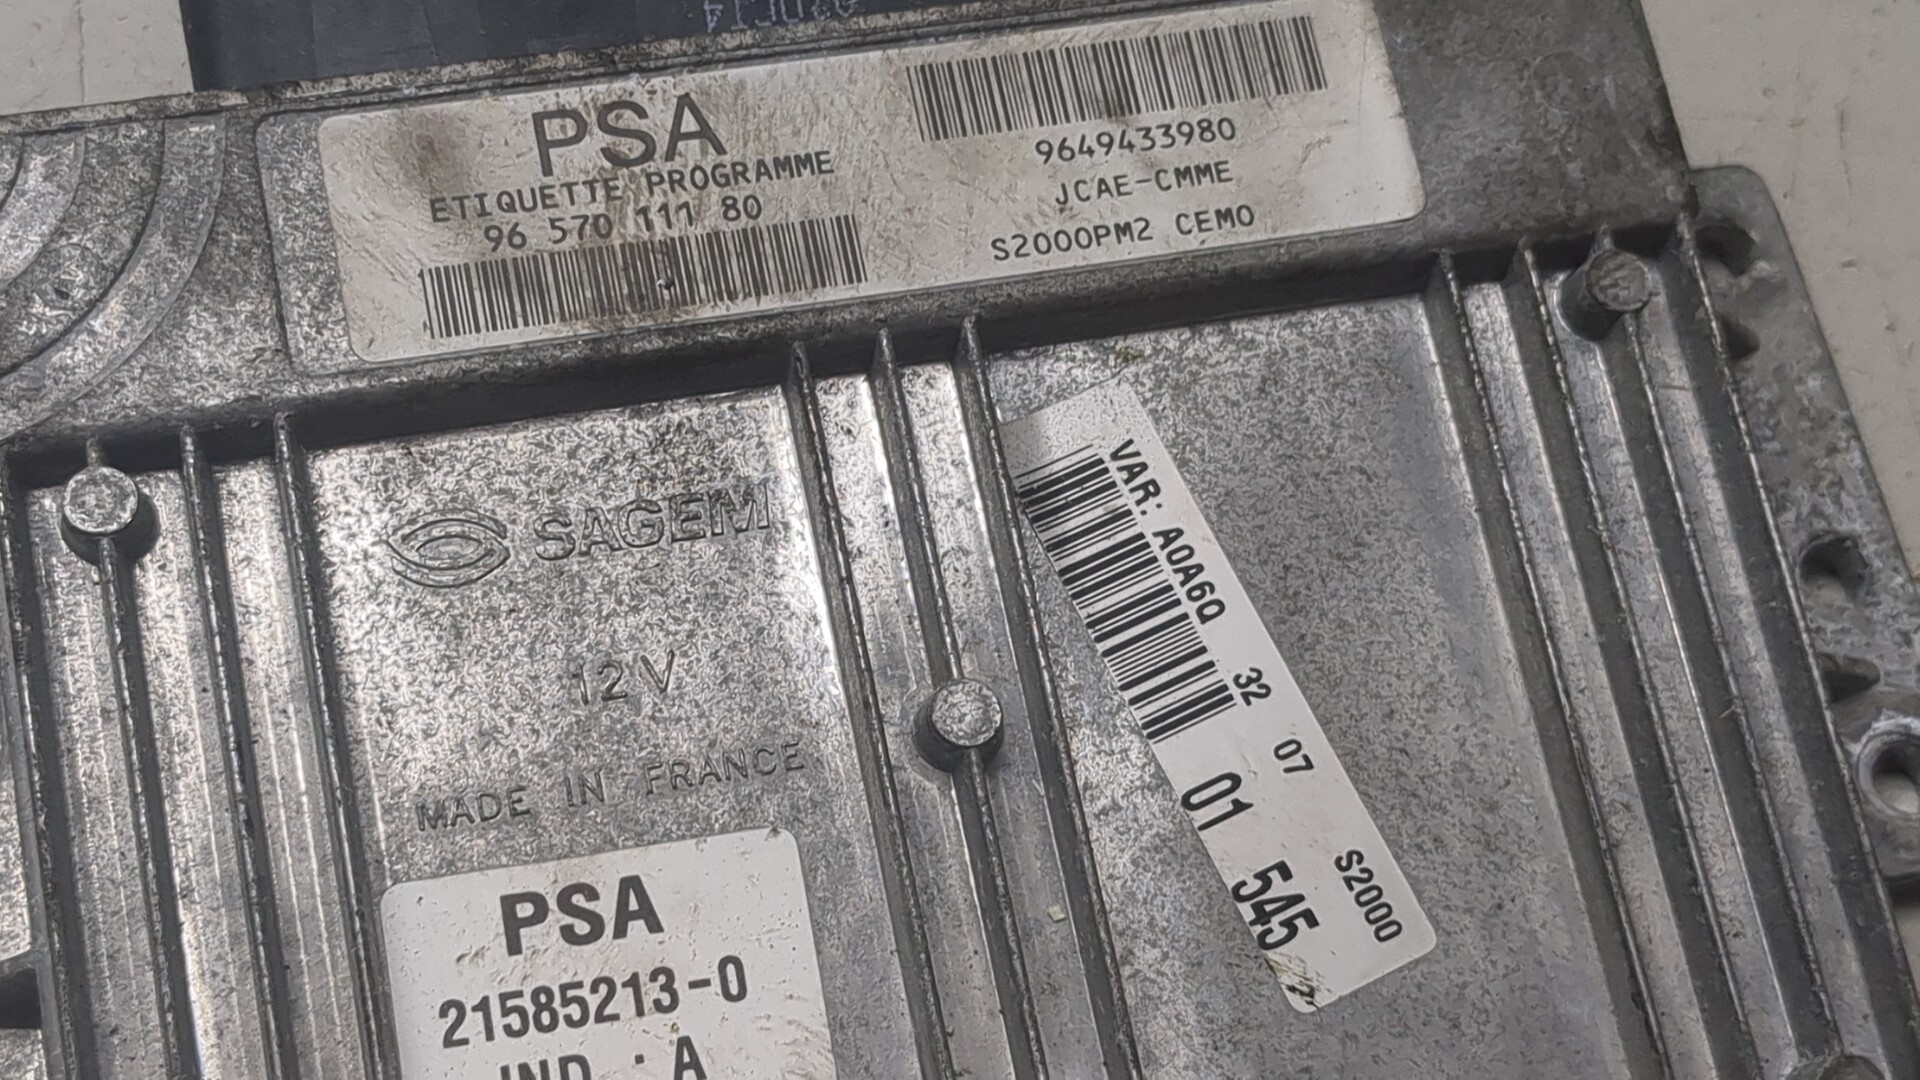 PSA
ETIQUETTE PROGRAMME
96 570 111 80
9649433980
JCAE-CMME
S2000PM2 CEMO
SAGEM
12V
MADE IN FRANCE
VAR: A0A6Q 32 07 S2000
01 545
PSA
21585213-0
IND : A